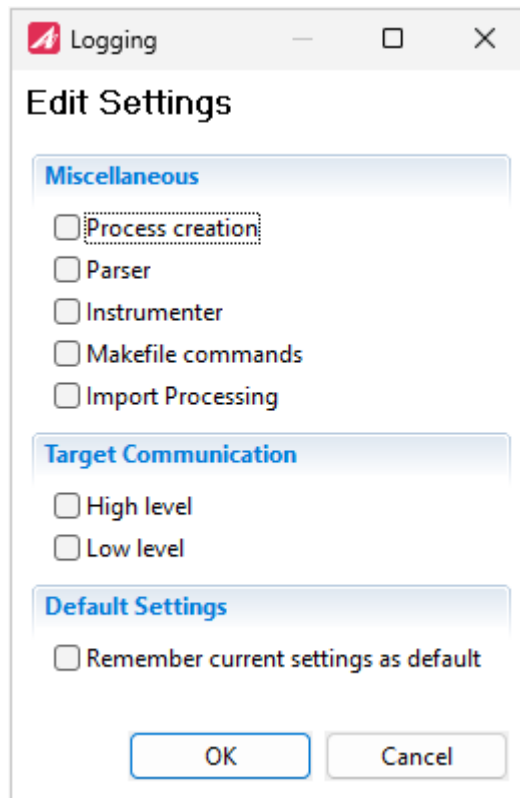 Logging
Edit Settings
Miscellaneous
Process creation
Parser
Instrumenter
Makefile commands
Import Processing
Target Communication
High level
Low level
Default Settings
Remember current settings as default
OK
Cancel